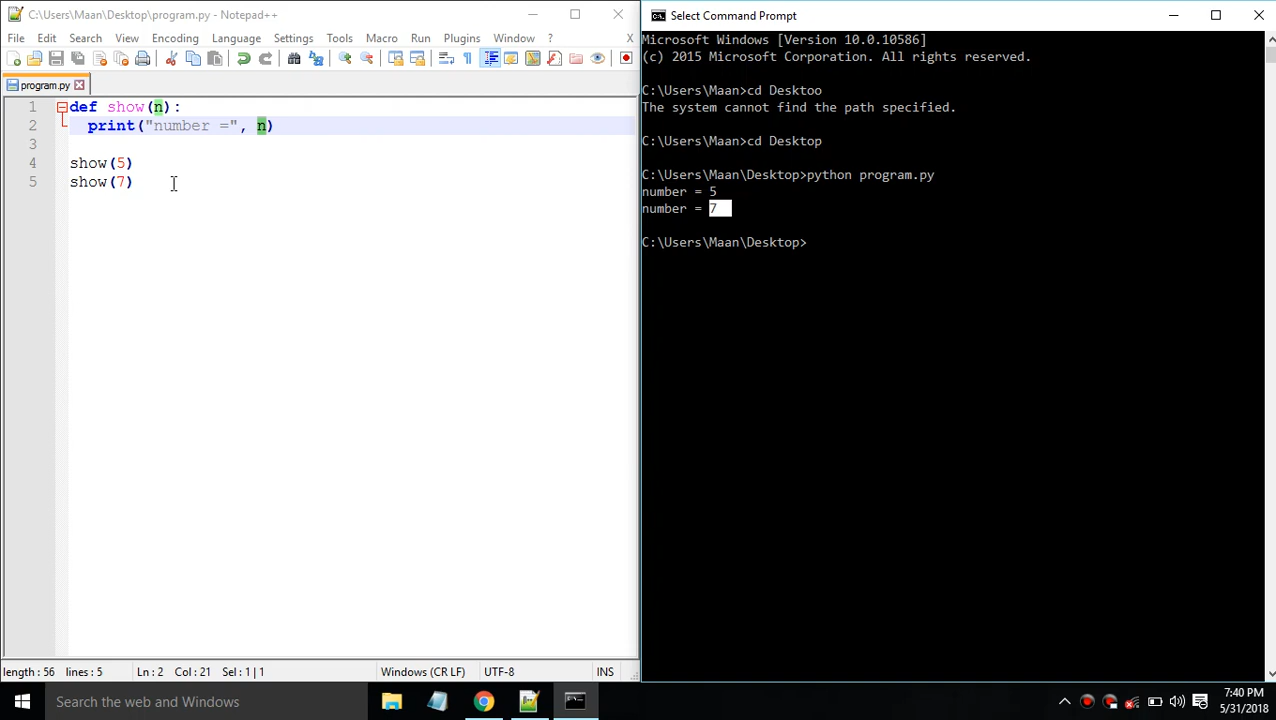 C:\Users\Maan\Desktop\program.py - Notepad++
File Edit Search View Encoding Language Settings Tools Macro Run Plugins Window ? X
program.py
1 def show(n):
2 print("number =", n)
3
4 show(5)
5 show(7)
length : 56 lines : 5 Ln : 2 Col : 21 Sel : 1 | 1 Windows (CR LF) UTF-8 INS
Select Command Prompt
Microsoft Windows [Version 10.0.10586]
(c) 2015 Microsoft Corporation. All rights reserved.
C:\Users\Maan>cd Desktoo
The system cannot find the path specified.
C:\Users\Maan>cd Desktop
C:\Users\Maan\Desktop>python program.py
number = 5
number = 7
C:\Users\Maan\Desktop>
Search the web and Windows
7:40 PM
5/31/2018